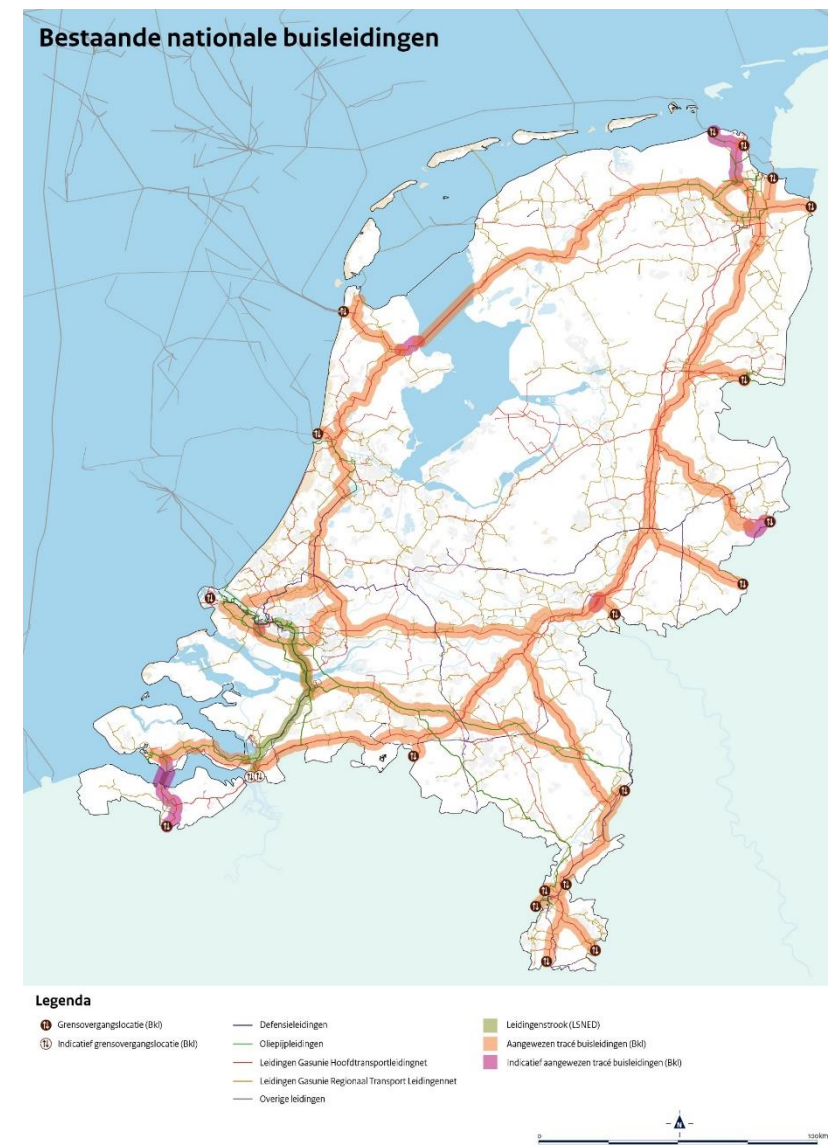 Bestaande nationale buisleidingen
Legenda
Grensovergangslocatie (Bkl)
Indicatief grensovergangslocatie (Bkl)
Defensieleidingen
Oliepijpleidingen
Leidingen Gasunie Hoofdtransportleidingnet
Leidingen Gasunie Regionaal Transport Leidingennet
Overige leidingen
Leidingenstrook (LSNED)
Aangewezen tracé buisleidingen (Bkl)
Indicatief aangewezen tracé buisleidingen (Bkl)
N
0 100km